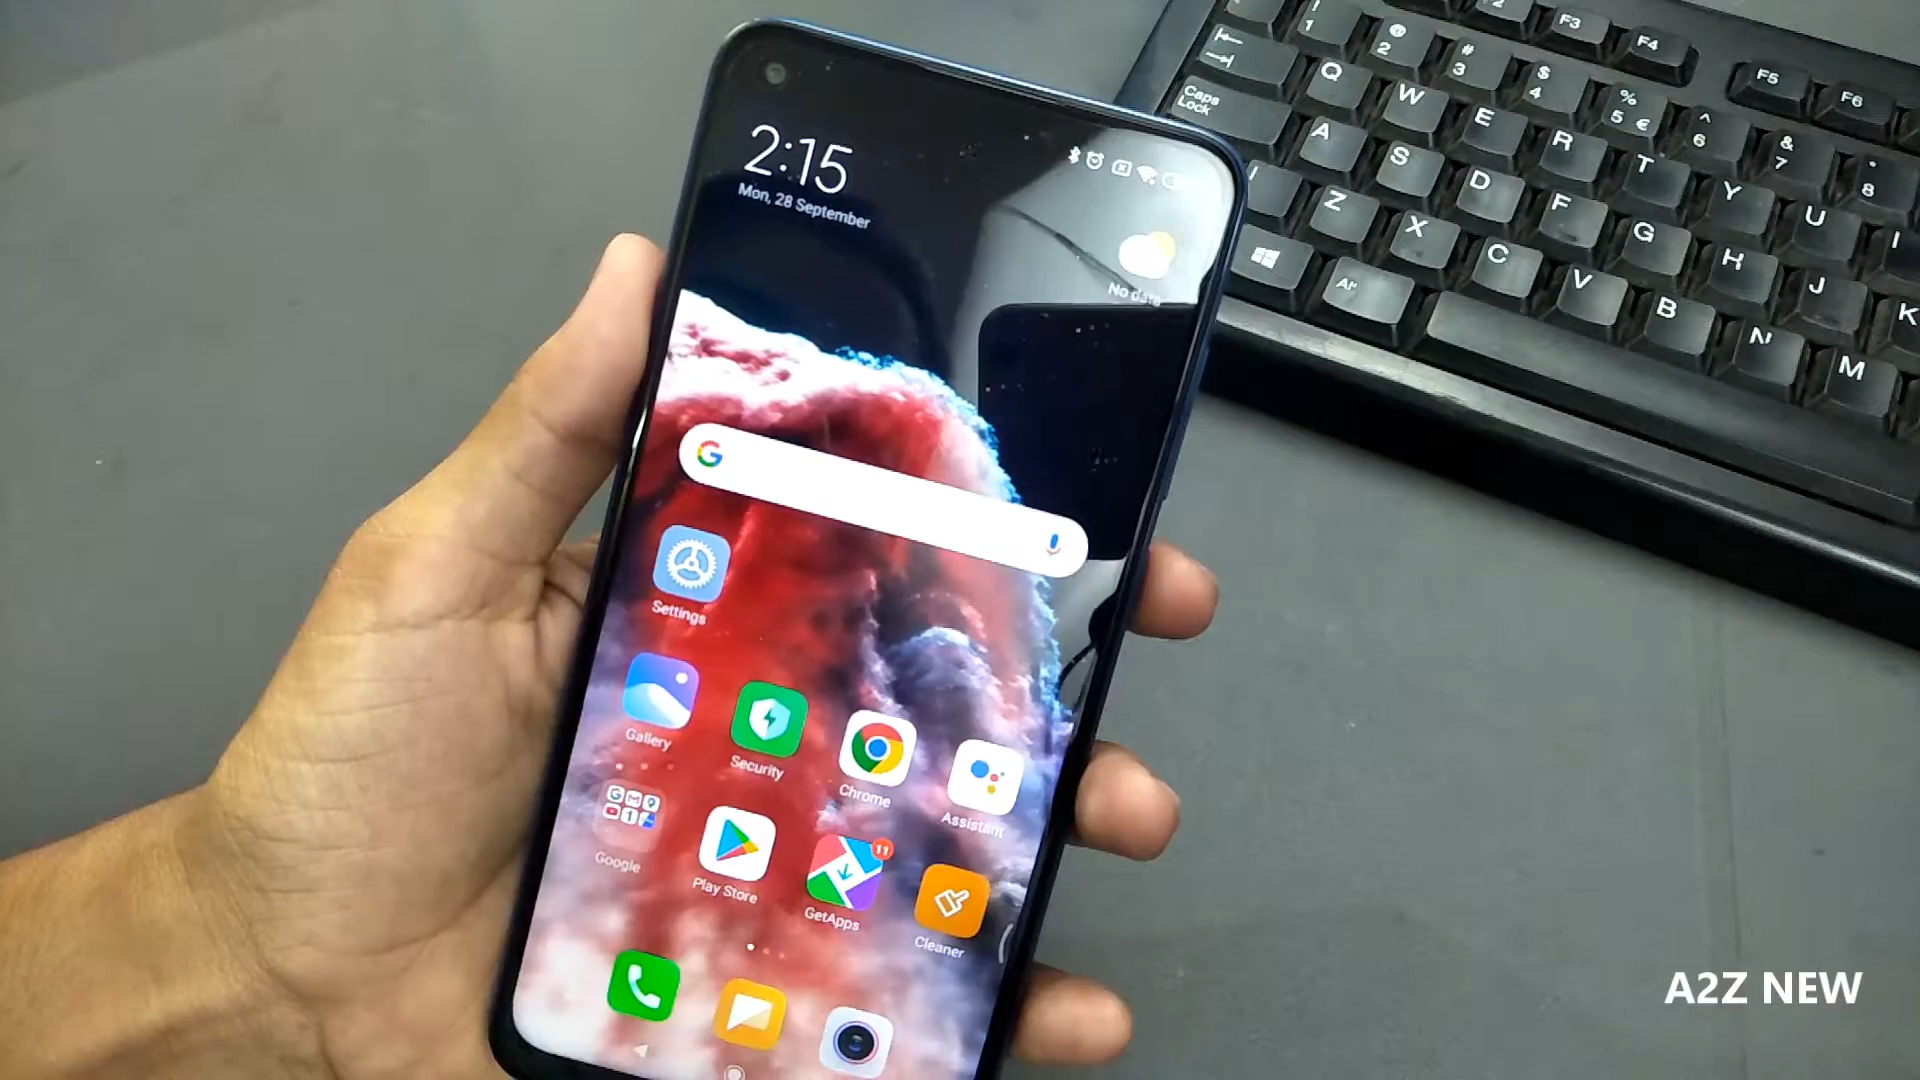 2:15
Mon, 28 September
No data
Settings
Gallery
Security
Chrome
Assistant
Google
Play Store
GetApps
11
Cleaner
F3
F4
F5
F6
!
1
@
2
#
3
$
4
%
5 €
^
6
&
7
*
8
Q
W
E
R
T
Y
U
I
Caps
Lock
A
S
D
F
G
H
J
K
Z
X
C
V
B
N
M
Alt
A2Z NEW